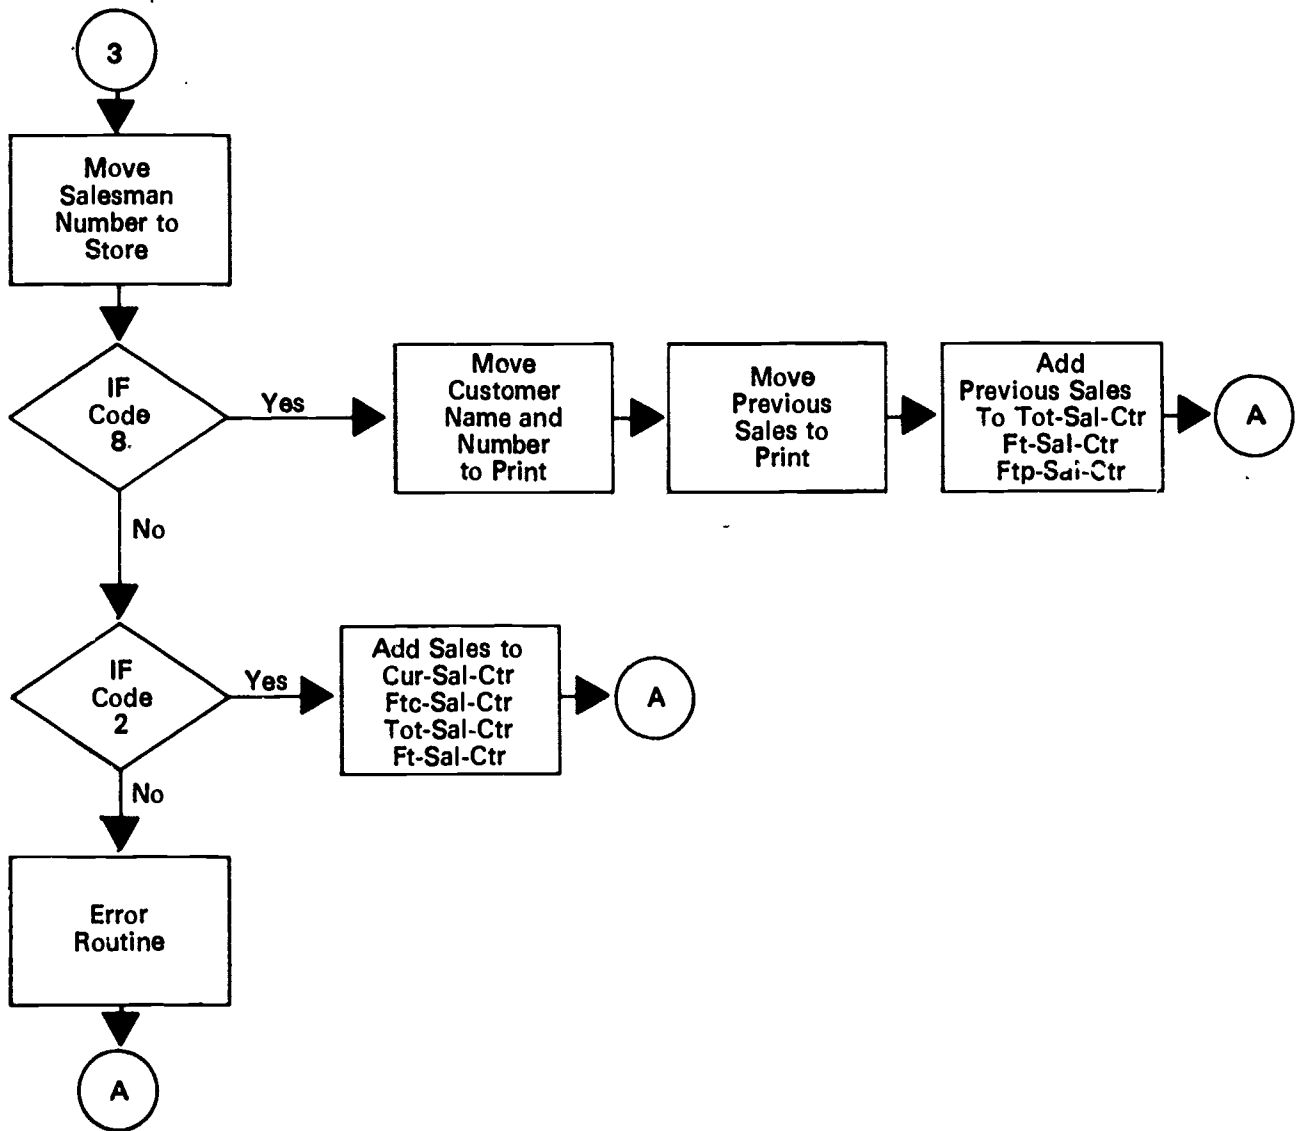 3
Move
Salesman
Number to
Store
IF
Code
8
Yes
Move
Customer
Name and
Number
to Print
Move
Previous
Sales to
Print
Add
Previous Sales
To Tot-Sal-Ctr
Ft-Sal-Ctr
Ftp-Sal-Ctr
A
No
IF
Code
2
Yes
Add Sales to
Cur-Sal-Ctr
Ftc-Sal-Ctr
Tot-Sal-Ctr
Ft-Sal-Ctr
A
No
Error
Routine
A